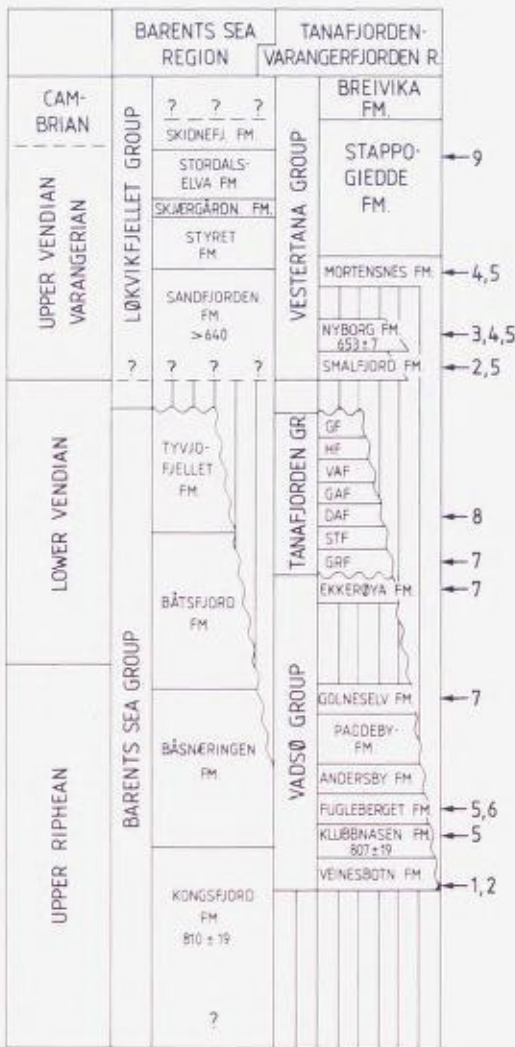 BARENTS SEA
REGION
TANAFJORDEN-
VARANGERFJORDEN R.
CAM-
BRIAN
UPPER VENDIAN
VARANGERIAN
LOWER VENDIAN
UPPER RIPHEAN
LØKVIKFJELLET GROUP
?
BARENTS SEA GROUP
? ? ?
SKIDNEFJ. FM.
STORDALS-
ELVA FM
SKJÆRGÅRDN. FM.
STYRET
FM
SANDFJORDEN
FM
>640
? ? ?
TYVJO-
FJELLET
FM
BÅTSFJORD
FM
BÅSNÆRINGEN
FM
KONGSFJORD
FM
810 ± 19
?
VESTERTANA GROUP
TANAFJORDEN GR.
VADSØ GROUP
BREIVIKA
FM.
STAPPO-
GIEDDE
FM.
MORTENSNES FM.
NYBORG FM
653±7
SMALFJORD FM
GF
HF
VAF
GAF
DAF
STF
GRF
EKKERØYA FM
GOLNESELV FM
PADDEBY-
FM
ANDERSBY FM
FUGLEBERGET FM
KLUBBNASEN FM
807±19
VEINESBOTN FM
9
4,5
3,4,5
2,5
8
7
7
7
5,6
5
1,2